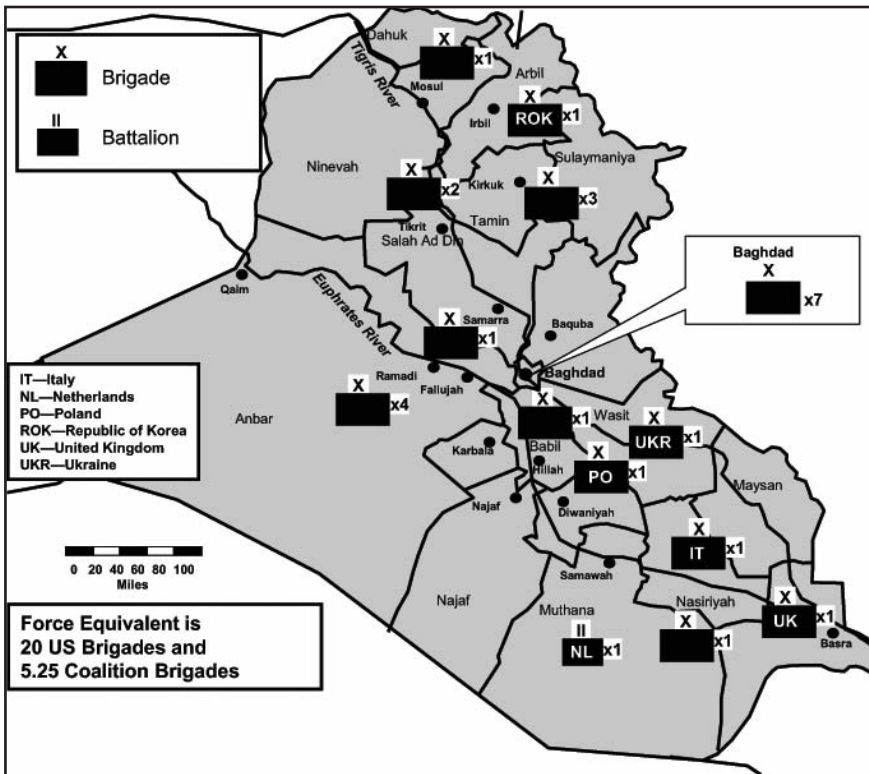 X
Brigade
II
Battalion
Dahuk
X
x1
Tigris River
Mosul
Arbil
X
Irbil
ROK
x1
Ninevah
Sulaymaniya
X
x2
Kirkuk
X
x3
Tamin
Tikrit
Salah Ad Din
Baghdad
X
x7
Qaim
Euphrates River
Samarra
X
x1
Baquba
Baghdad
Ramadi
Fallujah
IT—Italy
NL—Netherlands
PO—Poland
ROK—Republic of Korea
UK—United Kingdom
UKR—Ukraine
Anbar
X
x4
X
x1
Wasit
X
UKR
x1
Babil
Karbala
Hillah
X
PO
x1
Maysan
Najaf
Diwaniyah
X
IT
x1
0 20 40 60 80 100
Miles
Samawah
Najaf
Muthana
Nasiriyah
X
UK
x1
Basra
II
NL
x1
X
x1
Force Equivalent is
20 US Brigades and
5.25 Coalition Brigades